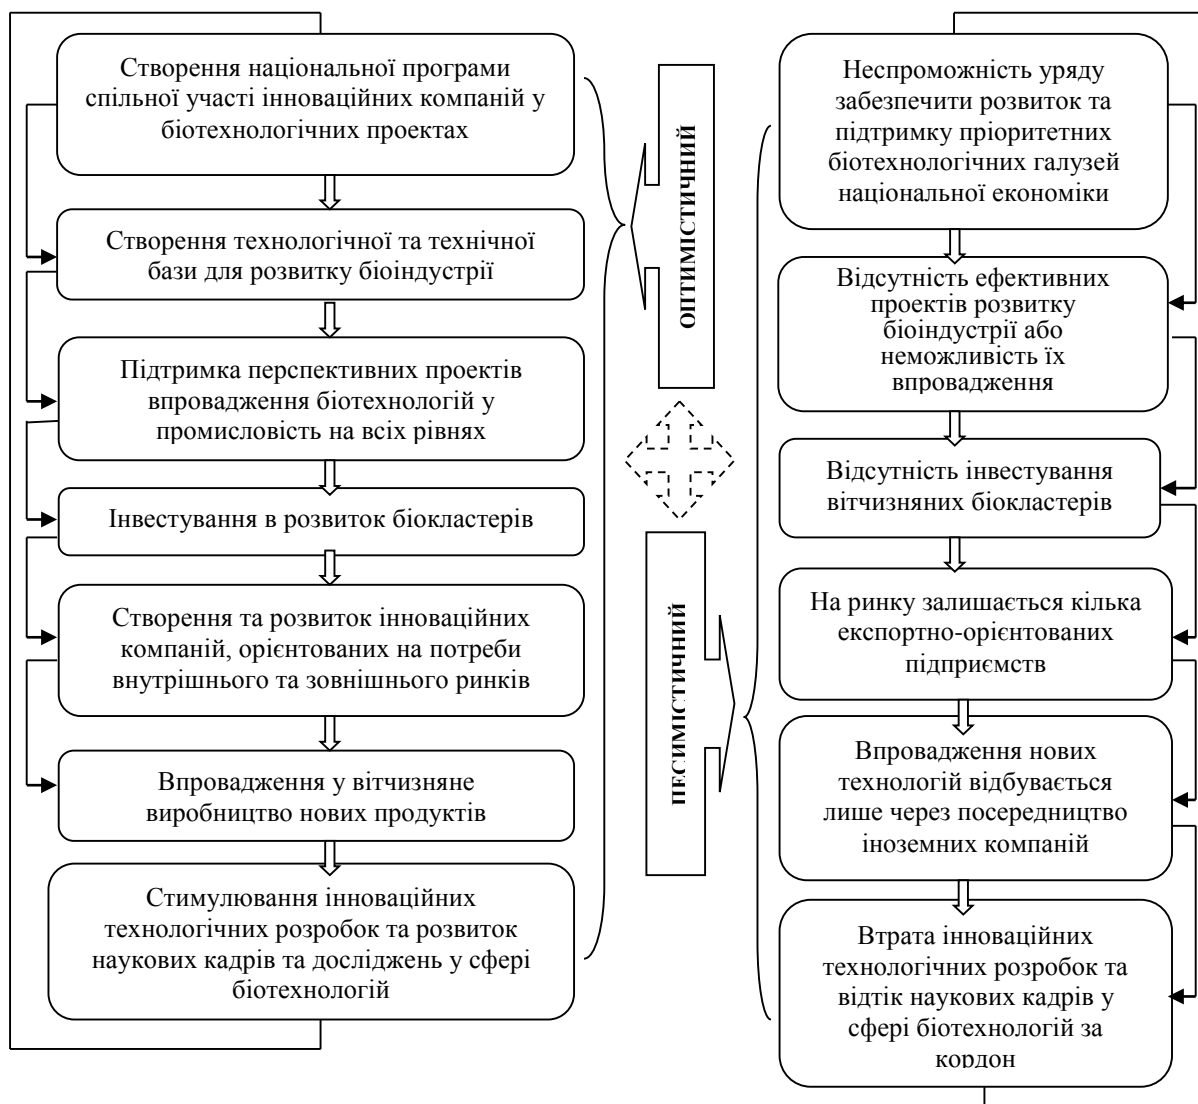 Створення національної програми
спільної участі інноваційних компаній у
біотехнологічних проектах
Створення технологічної та технічної
бази для розвитку біоіндустрії
Підтримка перспективних проектів
впровадження біотехнологій у
промисловість на всіх рівнях
Інвестування в розвиток біокластерів
Створення та розвиток інноваційних
компаній, орієнтованих на потреби
внутрішнього та зовнішнього ринків
Впровадження у вітчизняне
виробництво нових продуктів
Стимулювання інноваційних
технологічних розробок та розвиток
наукових кадрів та досліджень у сфері
біотехнологій
ОПТИМІСТИЧНИЙ
ПЕСИМІСТИЧНИЙ
Неспроможність уряду
забезпечити розвиток та
підтримку пріоритетних
біотехнологічних галузей
національної економіки
Відсутність ефективних
проектів розвитку
біоіндустрії або
неможливість їх
впровадження
Відсутність інвестування
вітчизняних біокластерів
На ринку залишається кілька
експортно-орієнтованих
підприємств
Впровадження нових
технологій відбувається
лише через посередництво
іноземних компаній
Втрата інноваційних
технологічних розробок та
відтік наукових кадрів у
сфері біотехнологій за
кордон